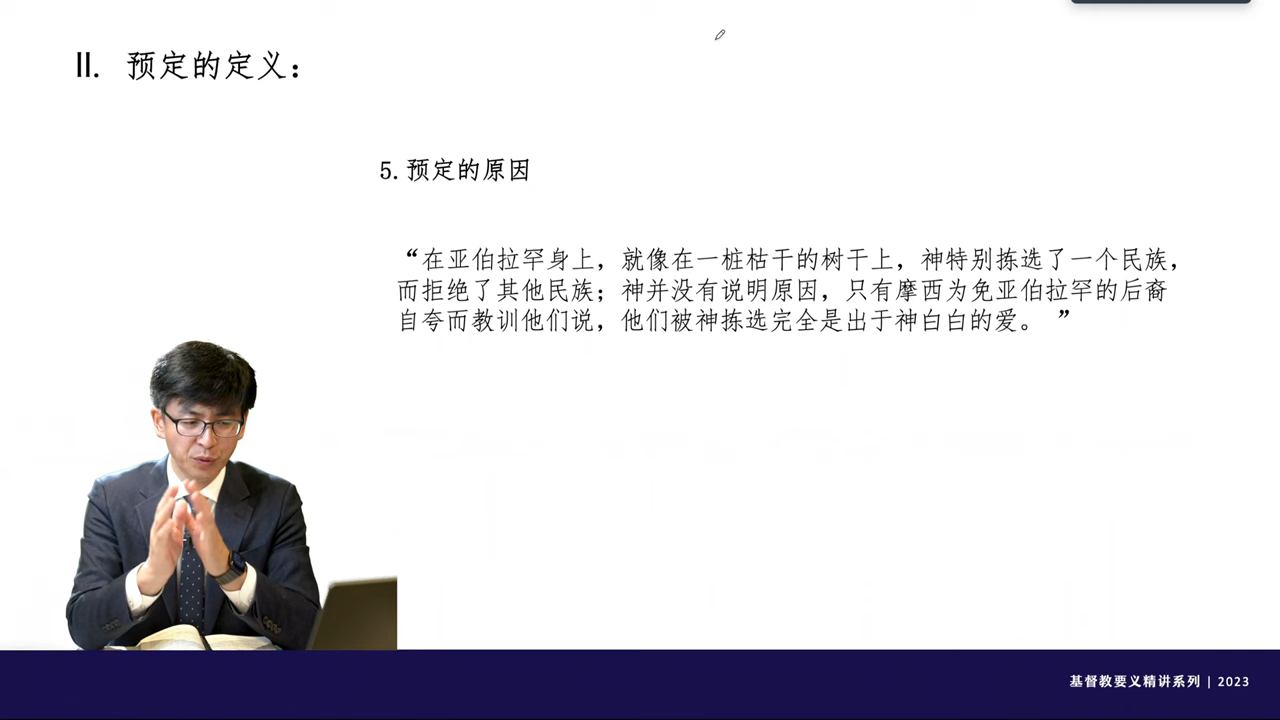 II. 预定的定义：
5. 预定的原因
“在亚伯拉罕身上，就像在一桩枯干的树干上，神特别拣选了一个民族，
而拒绝了其他民族；神并没有说明原因，只有摩西为免亚伯拉罕的后裔
自夸而教训他们说，他们被神拣选完全是出于神白白的爱。 ”
基督教要义精讲系列 | 2023